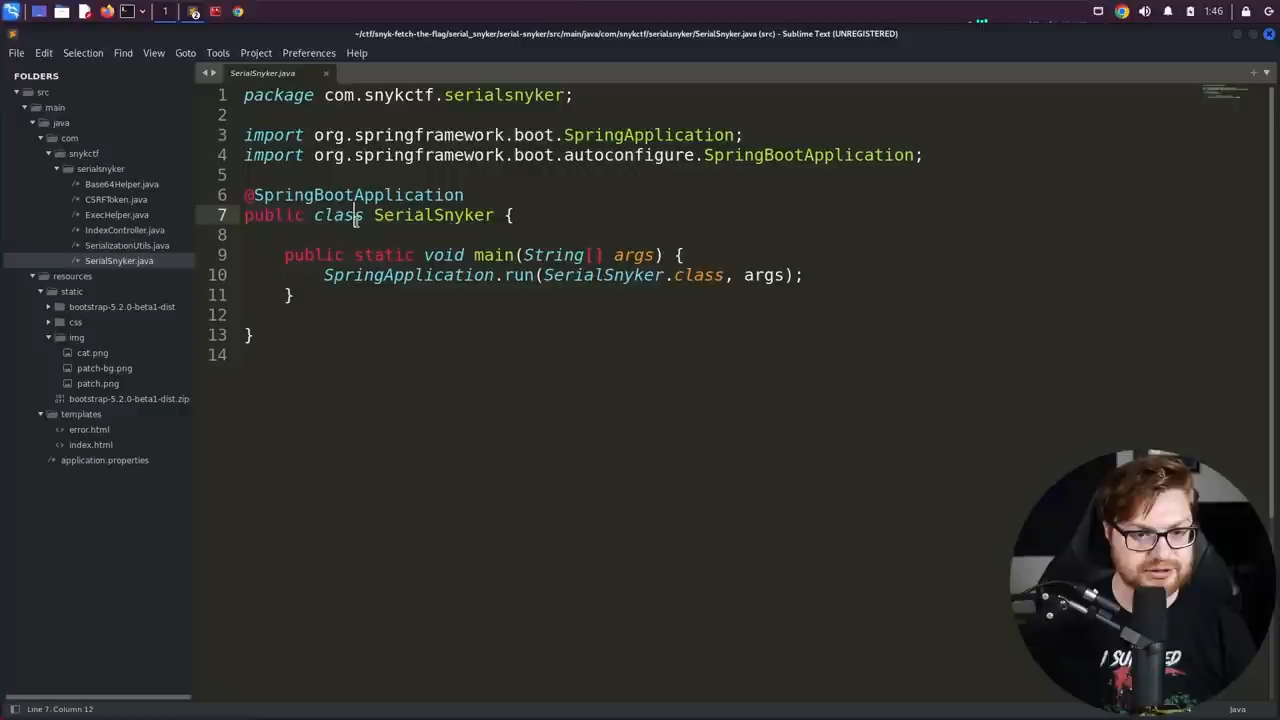 1
2
1:46
~/ctf/snyk-fetch-the-flag/serial_snyker/serial-snyker/src/main/java/com/snykctf/serialsnyker/SerialSnyker.java (src) - Sublime Text (UNREGISTERED)
File Edit Selection Find View Goto Tools Project Preferences Help
FOLDERS
src
main
java
com
snykctf
serialsnyker
Base64Helper.java
CSRFToken.java
ExecHelper.java
IndexController.java
SerializationUtils.java
SerialSnyker.java
resources
static
bootstrap-5.2.0-beta1-dist
css
img
cat.png
patch-bg.png
patch.png
bootstrap-5.2.0-beta1-dist.zip
templates
error.html
index.html
application.properties
SerialSnyker.java
1 package com.snykctf.serialsnyker;
2
3 import org.springframework.boot.SpringApplication;
4 import org.springframework.boot.autoconfigure.SpringBootApplication;
5
6 @SpringBootApplication
7 public class SerialSnyker {
8
9 public static void main(String[] args) {
10 SpringApplication.run(SerialSnyker.class, args);
11 }
12
13 }
14
Line 7, Column 12
Java